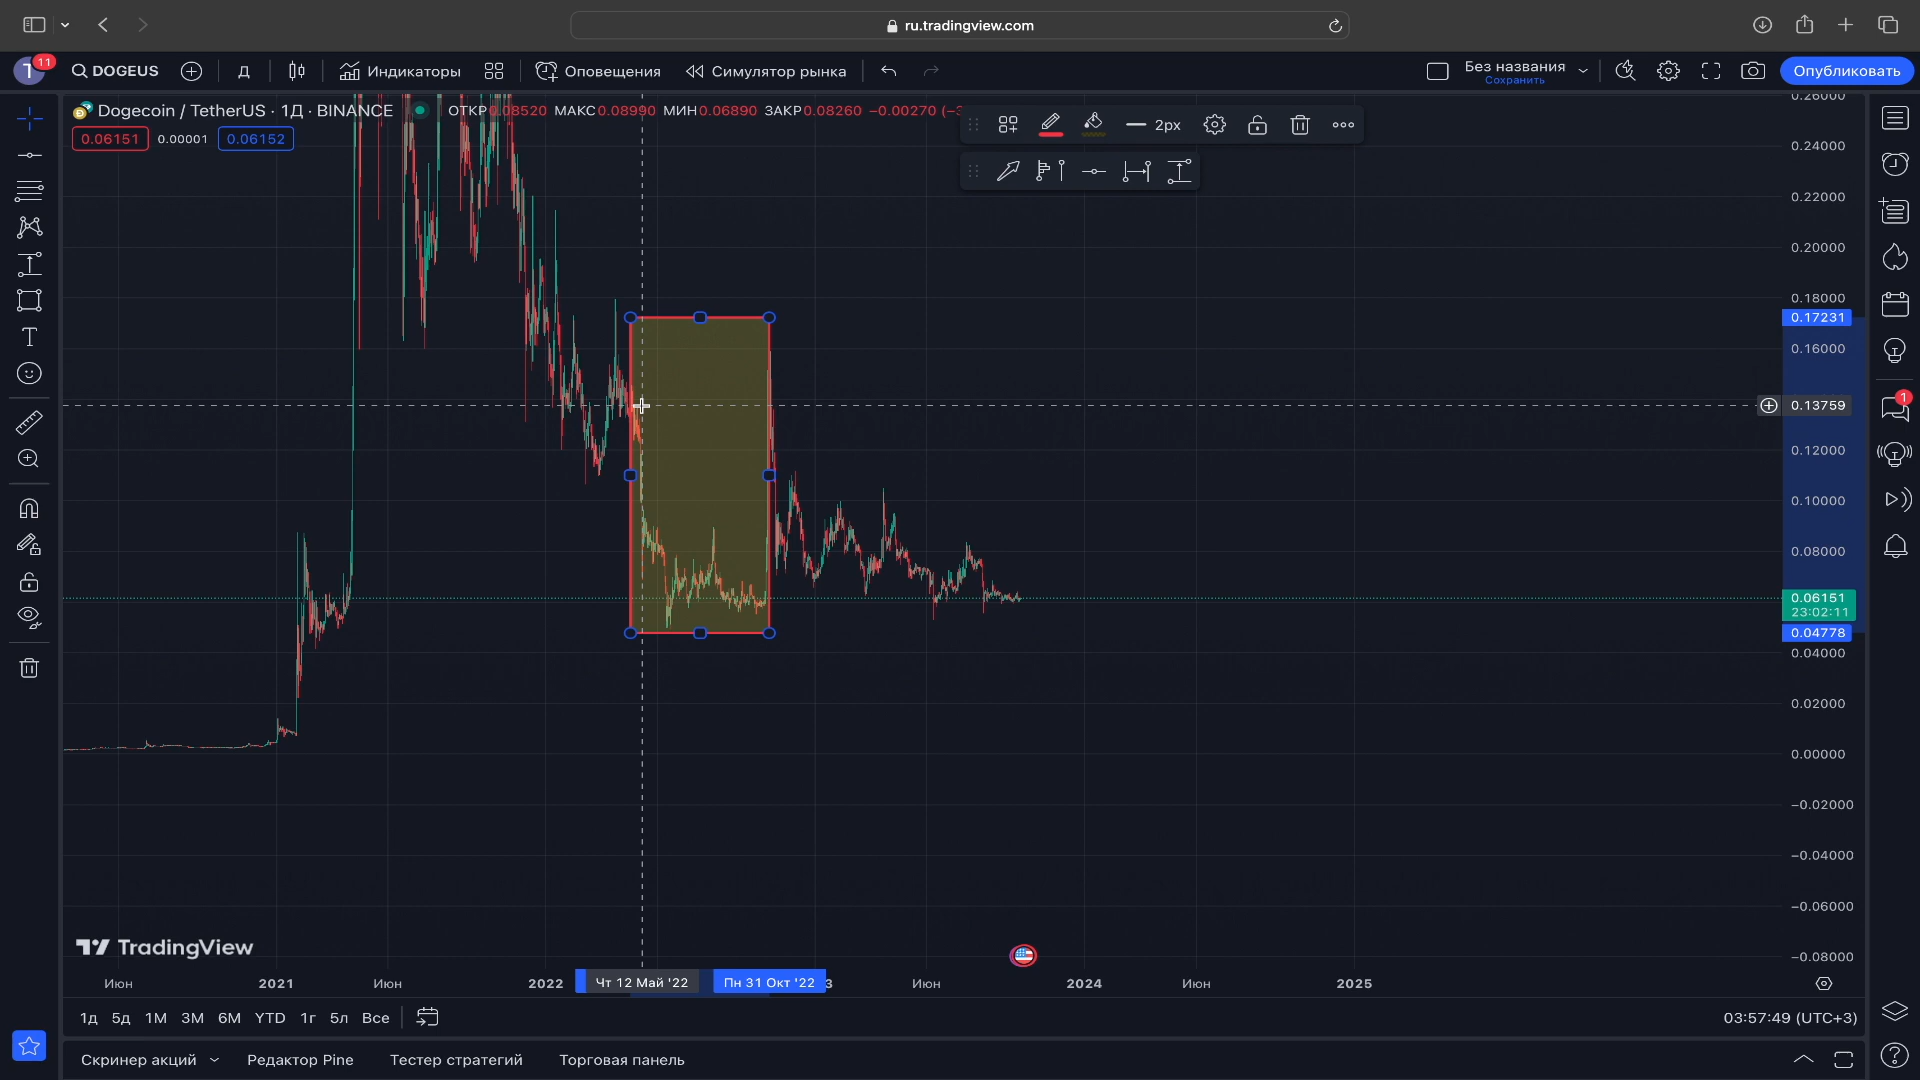 ru.tradingview.com
T
11
DOGEUS
Д
Индикаторы
Оповещения
Симулятор рынка
Без названия
Сохранить
Опубликовать
Dogecoin / TetherUS · 1Д · BINANCE
ОТКР0.08520 МАКС0.08990 МИН0.06890 ЗАКР0.08260 −0.00270 (−3
0.06151
0.00001
0.06152
2px
0.26000
0.24000
0.22000
0.20000
0.18000
0.17231
0.16000
0.13759
0.12000
0.10000
0.08000
0.06151
23:02:11
0.04778
0.04000
0.02000
0.00000
−0.02000
−0.04000
−0.06000
−0.08000
1
TradingView
Июн
2021
Июн
2022
Чт 12 Май '22
Пн 31 Окт '22
3
Июн
2024
Июн
2025
1д 5д 1М 3М 6М YTD 1г 5л Все
03:57:49 (UTC+3)
Скринер акций
Редактор Pine
Тестер стратегий
Торговая панель